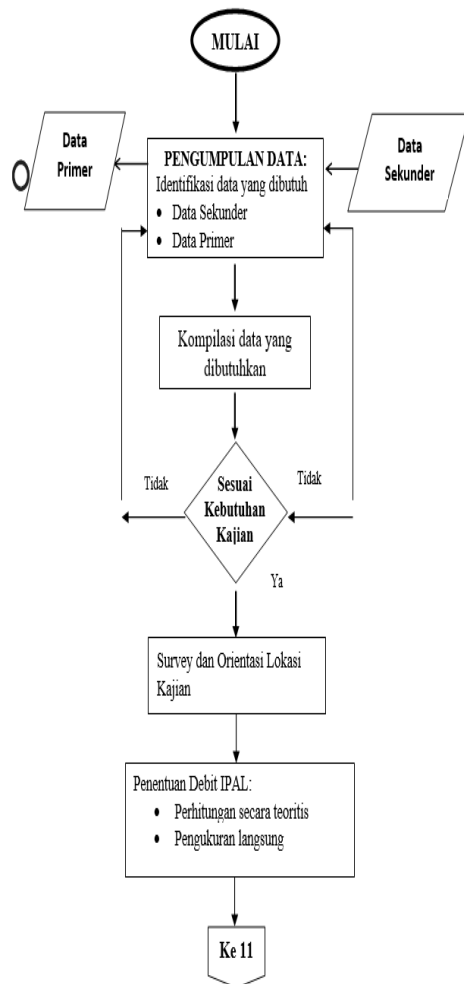 MULAI
Data
Primer
PENGUMPULAN DATA:
Identifikasi data yang dibutuh
• Data Sekunder
• Data Primer
Data
Sekunder
Kompilasi data yang
dibutuhkan
Tidak
Sesuai
Kebutuhan
Kajian
Tidak
Ya
Survey dan Orientasi Lokasi
Kajian
Penentuan Debit IPAL:
• Perhitungan secara teoritis
• Pengukuran langsung
Ke 11